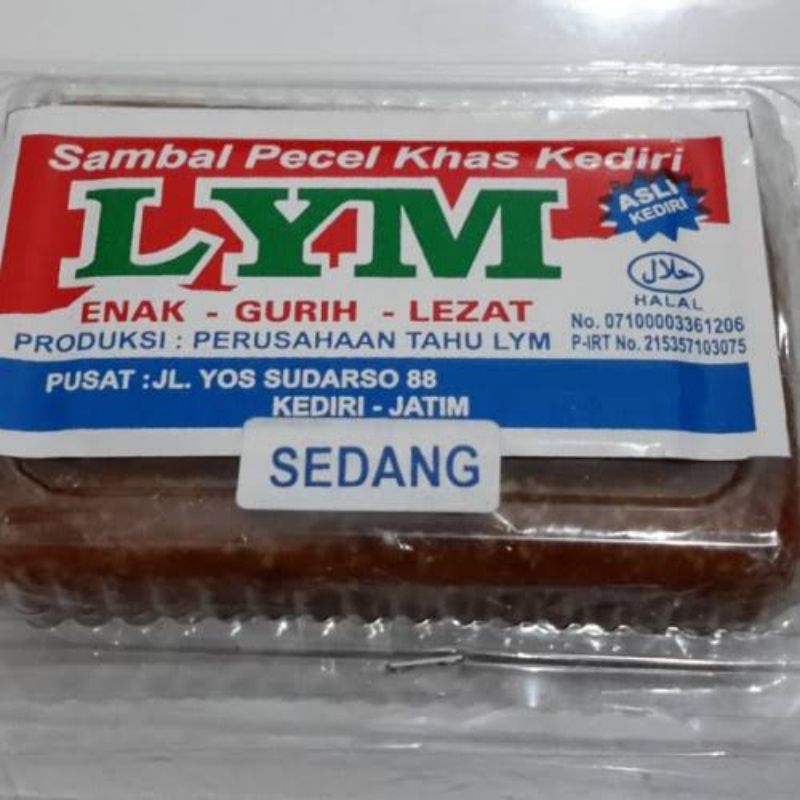 Sambal Pecel Khas Kediri
LYM
ASLI
KEDIRI
ENAK - GURIH - LEZAT
حلال
HALAL
No. 07100003361206
PRODUKSI : PERUSAHAAN TAHU LYM
P-IRT No. 215357103075
PUSAT :JL. YOS SUDARSO 88
KEDIRI - JATIM
SEDANG